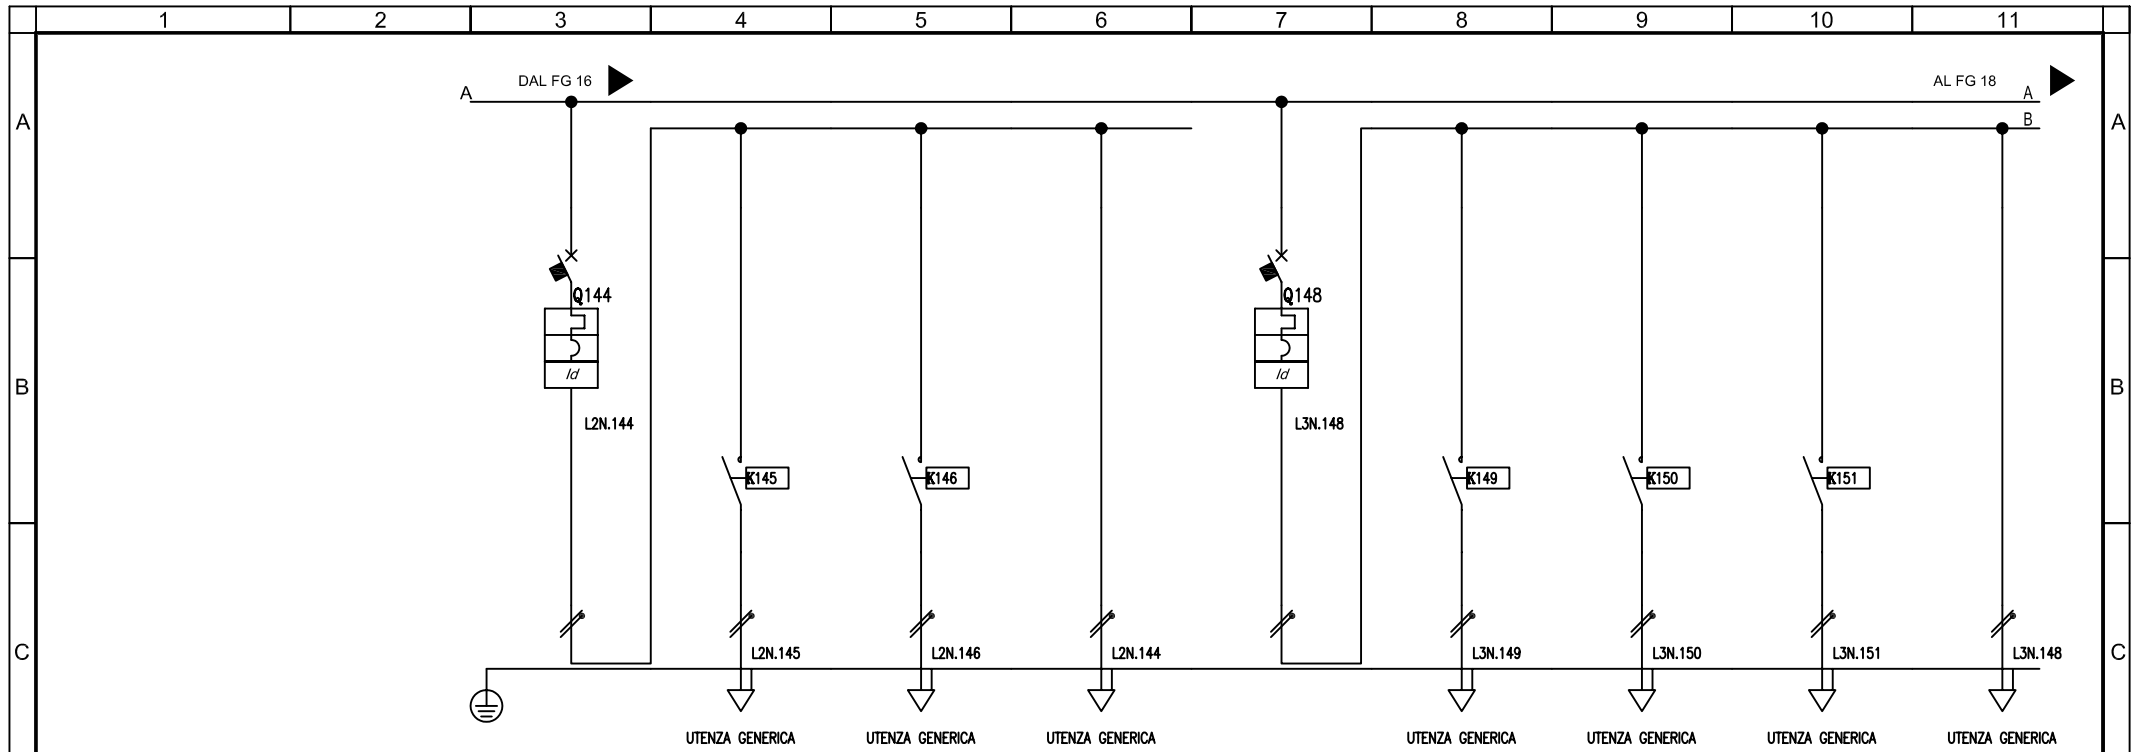 1 2 3 4 5 6 7 8 9 10 11
DAL FG 16 AL FG 18
A A
B
A A
Q144 Q148
Id Id
B B
L2N.144 L3N.148
K145 K146 K149 K150 K151
C C
L2N.145 L2N.146 L2N.144 L3N.149 L3N.150 L3N.151 L3N.148
UTENZA GENERICA UTENZA GENERICA UTENZA GENERICA UTENZA GENERICA UTENZA GENERICA UTENZA GENERICA UTENZA GENERICA